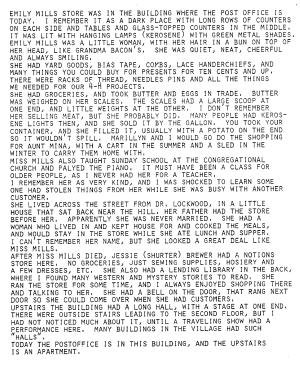 EMILY MILLS STORE WAS IN THE BUILDING WHERE THE POST OFFICE IS
TODAY. I REMEMBER IT AS A DARK PLACE WITH LONG ROWS OF COUNTERS
ON EACH SIDE AND TABLES AND GLASS-TOPPED COUNTERS IN THE MIDDLE.
IT WAS LIT WITH HANGING LAMPS (KEROSENE) WITH GREEN METAL SHADES.
EMILY MILLS WAS A LITTLE WOMAN, WITH HER HAIR IN A BUN ON TOP OF
HER HEAD, LIKE GRANDMA BACON'S. SHE WAS QUIET, NEAT, CHEERFUL
AND ALWAYS SMILING.
SHE HAD YARD GOODS, BIAS TAPE, COMBS, LACE HANDERCHIEFS, AND
MANY THINGS YOU COULD BUY FOR PRESENTS FOR TEN CENTS AND UP.
THERE WERE RACKS OF THREAD, NEEDLES PINS AND ALL THE THINGS
WE NEEDED FOR OUR 4-H PROJECTS.
SHE HAD GROCERIES, AND TOOK BUTTER AND EGGS IN TRADE. BUTTER
WAS WEIGHED ON HER SCALES. THE SCALES HAD A LARGE SCOOP AT
ONE END, AND LITTLE WEIGHTS AT THE OTHER. I DON'T REMEMBER
HER SELLING MEAT, BUT SHE PROBABLY DID. MANY PEOPLE HAD KEROS-
ENE LIGHTS THEN, AND SHE SOLD IT BY THE GALLON. YOU TOOK YOUR
CONTAINER, AND SHE FILLED IT, USUALLY WITH A POTATO ON THE END
SO IT WOULDN'T SPILL. MARILLYN AND I WOULD GO DO THE SHOPPING
FOR AUNT MINA, WITH A CART IN THE SUMMER AND A SLED IN THE
WINTER TO CARRY THEM HOME WITH.
MISS MILLS ALSO TAUGHT SUNDAY SCHOOL AT THE CONGREGATIONAL
CHURCH AND PALYED THE PIANO. IT MUST HAVE BEEN A CLASS FOR
OLDER PEOPLE, AS I NEVER HAD HER FOR A TEACHER.
I REMEMBER HER AS VERY KIND, AND I WAS SHOCKED TO LEARN SOME
ONE HAD STOLEN THINGS FROM HER WHILE SHE WAS BUSY WITH ANOTHER
CUSTOMER.
SHE LIVED ACROSS THE STREET FROM DR. LOCKWOOD, IN A LITTLE
HOUSE THAT SAT BACK NEAR THE HILL. HER FATHER HAD THE STORE
BEFORE HER. APPARENTLY SHE WAS NEVER MARRIED. SHE HAD A
WOMAN WHO LIVED IN AND KEPT HOUSE FOR AND COOKED THE MEALS,
AND WOULD STAY IN THE STORE WHILE SHE ATE LUNCH AND SUPPER.
I CAN'T REMEMBER HER NAME, BUT SHE LOOKED A GREAT DEAL LIKE
MISS MILLS.
AFTER MISS MILLS DIED, JESSIE (SHURTER) BREWER HAD A NOTIONS
STORE HERE. NO GROCERIES, JUST SEWING SUPPLIES, HOSIERY AND
A FEW DRESSES, ETC. SHE ALSO HAD A LENDING LIBRARY IN THE BACK,
WHERE I FOUND MANY WESTERN AND MYSTERY STORIES TO READ. SHE
RAN THE STORE FOR SOME TIME, AND I ALWAYS ENJOYED SHOPPING THERE
AND TALKING TO HER. SHE HAD A BELL ON THE DOOR, THAT RANG NEXT
DOOR SO SHE COULD COME OVER WHEN SHE HAD CUSTOMERS.
UPSTAIRS THE BUILDING HAD A LONG HALL, WITH A STAGE AT ONE END.
THERE WERE OUTSIDE STAIRS LEADING TO THE SECOND FLOOR, BUT I
HAD NOT NOTICED MUCH ABOUT IT, UNTIL A TRAVELING SHOW HAD A
PERFORMANCE HERE. MANY BUILDINGS IN THE VILLAGE HAD SUCH
"HALLS".
TODAY THE POSTOFFICE IS IN THIS BUILDING, AND THE UPSTAIRS
IS AN APARTMENT.